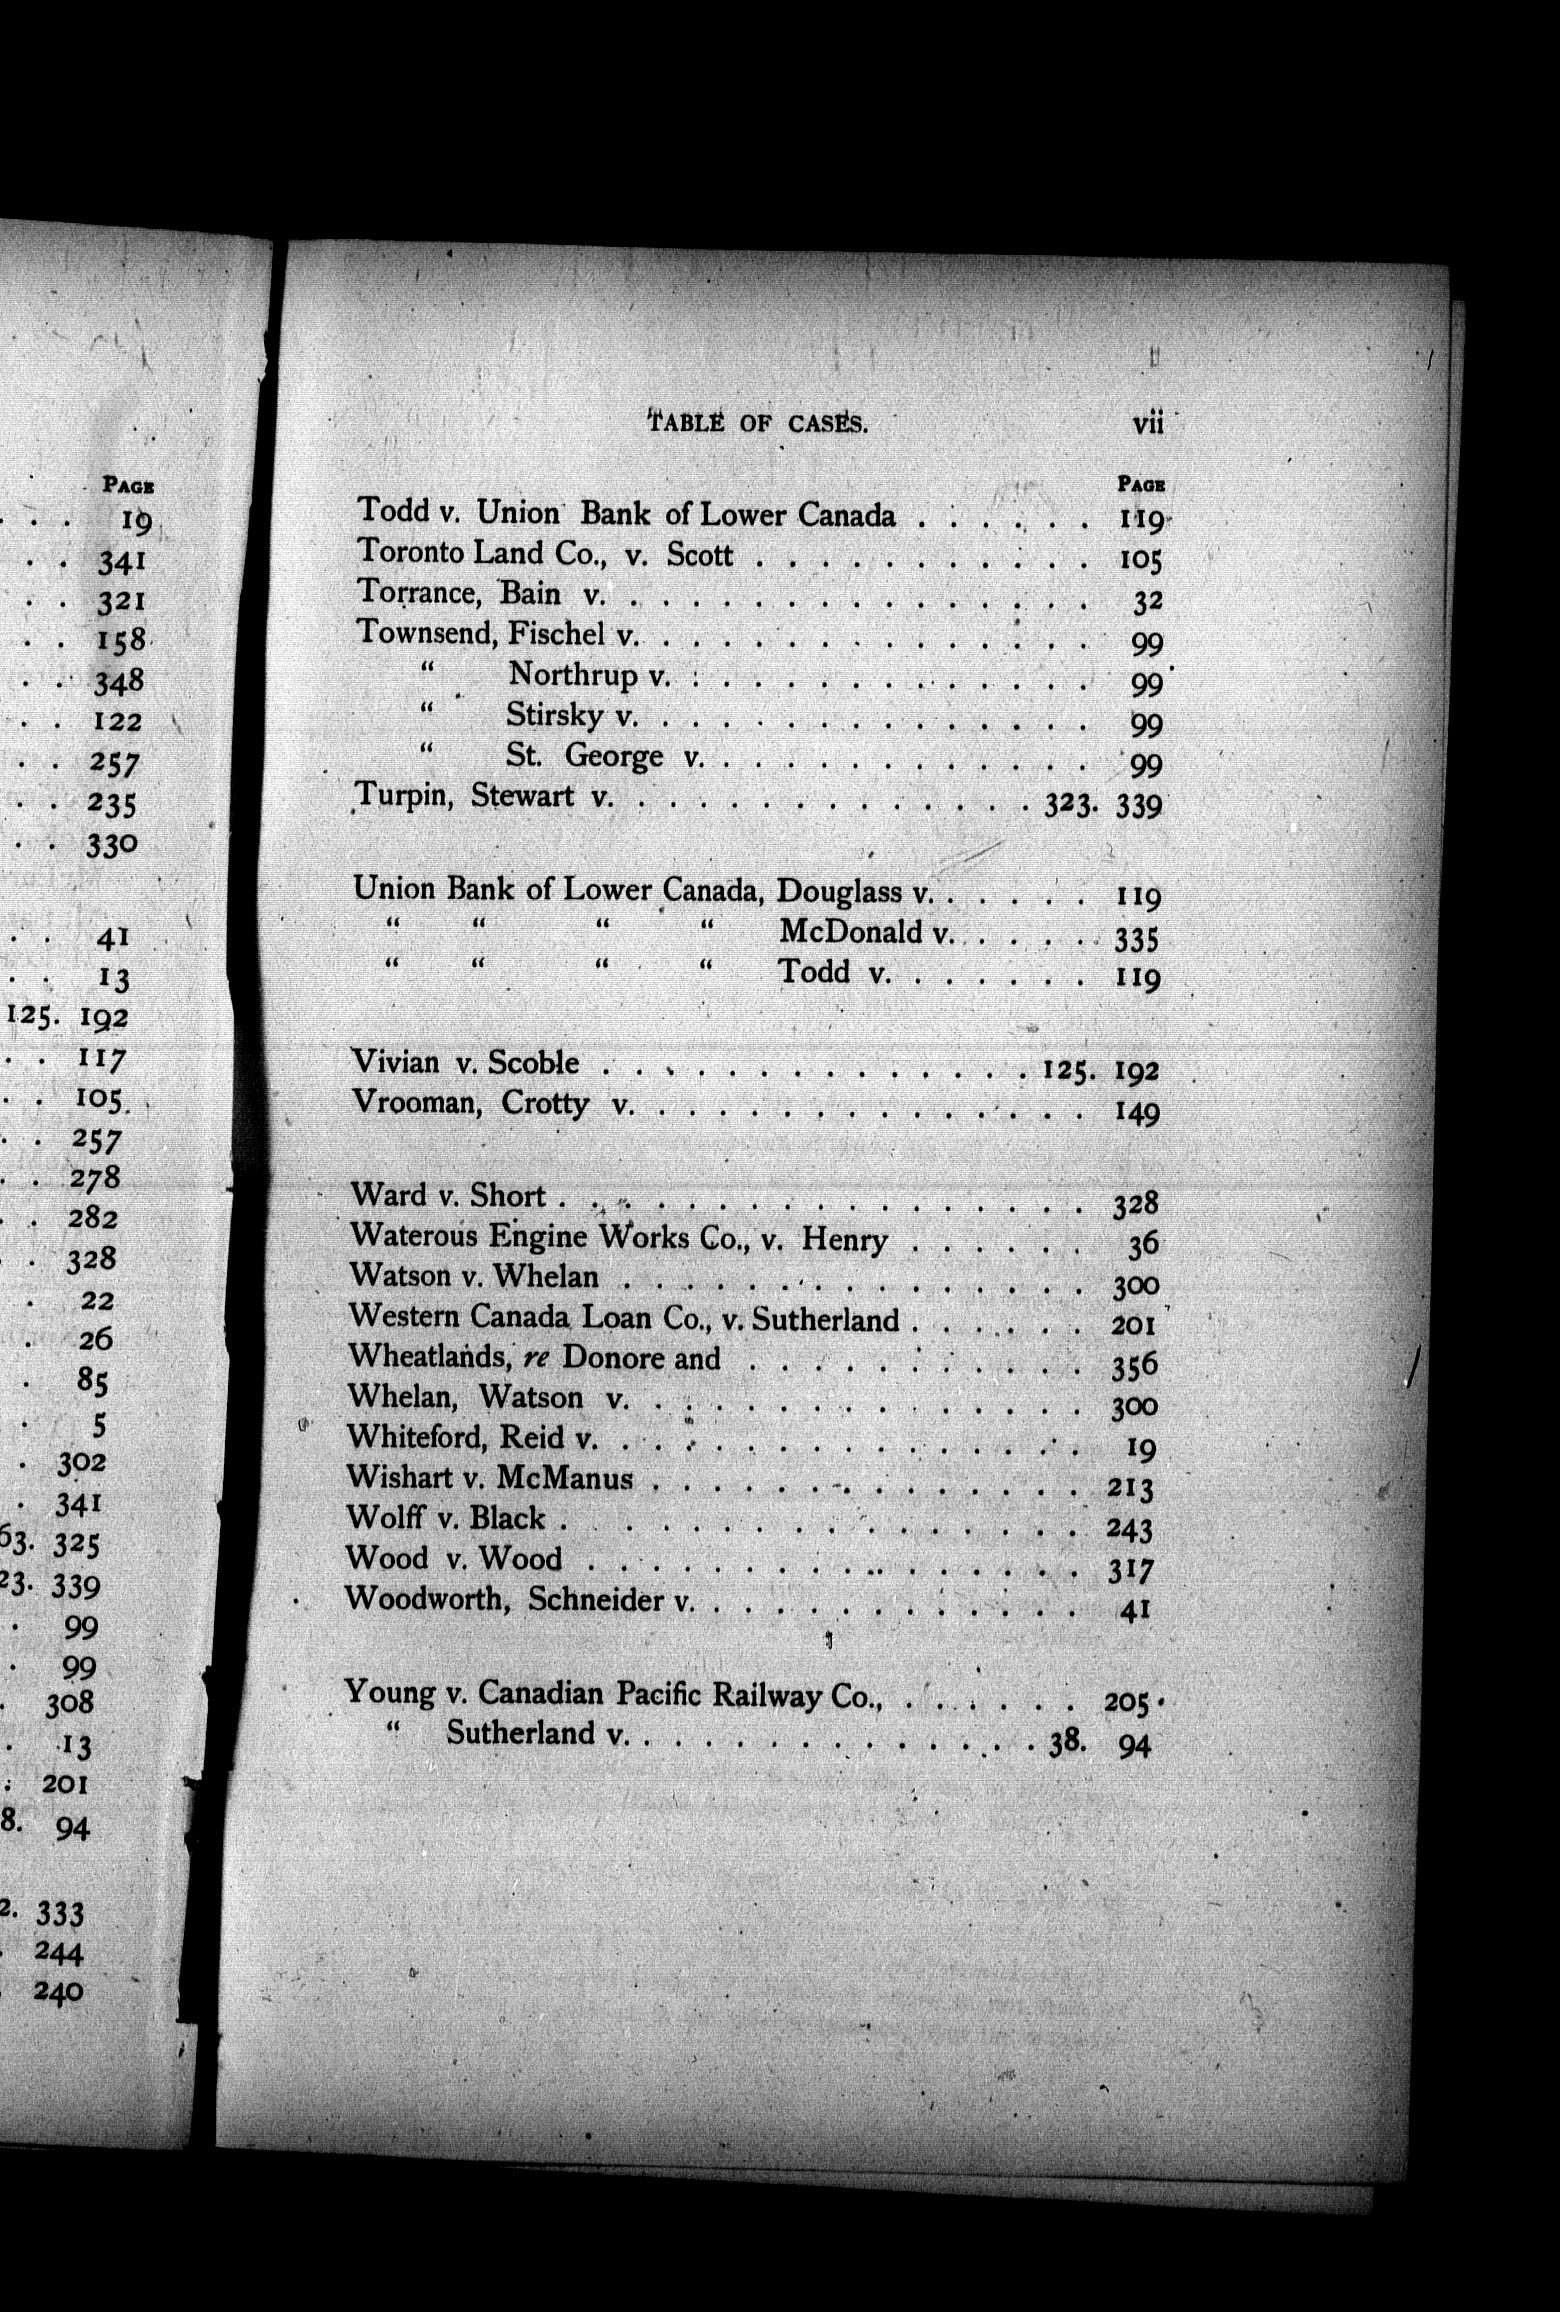 PAGE
19
341
321
158
348
122
257
235
330
41
13
125. 192
117
105
257
278
282
328
22
26
85
5
302
341
63. 325
23. 339
99
99
308
13
201
8. 94
2. 333
244
240
TABLE OF CASES. vii
PAGE
Todd v. Union Bank of Lower Canada . . . . . . 119
Toronto Land Co., v. Scott . . . . . . . . . . . 105
Torrance, Bain v. . . . . . . . . . . . . . . . 32
Townsend, Fischel v. . . . . . . . . . . . . . . 99
“ Northrup v. . . . . . . . . . . . . . 99
“ Stirsky v. . . . . . . . . . . . . . . 99
“ St. George v. . . . . . . . . . . . . 99
Turpin, Stewart v. . . . . . . . . . . . . . 323. 339
Union Bank of Lower Canada, Douglass v. . . . . . 119
“ “ “ “ McDonald v. . . . . . 335
“ “ “ “ Todd v. . . . . . . 119
Vivian v. Scoble . . . . . . . . . . . . . . 125. 192
Vrooman, Crotty v. . . . . . . . . . . . . . . 149
Ward v. Short . . . . . . . . . . . . . . . . . 328
Waterous Engine Works Co., v. Henry . . . . . . 36
Watson v. Whelan . . . . . . . . . . . . . . . 300
Western Canada Loan Co., v. Sutherland . . . . . . 201
Wheatlands, re Donore and . . . . . . . . . . . 356
Whelan, Watson v. . . . . . . . . . . . . . . 300
Whiteford, Reid v. . . . . . . . . . . . . . . . 19
Wishart v. McManus . . . . . . . . . . . . . . 213
Wolff v. Black . . . . . . . . . . . . . . . . 243
Wood v. Wood . . . . . . . . . . . . . . . . 317
Woodworth, Schneider v. . . . . . . . . . . . . 41
Young v. Canadian Pacific Railway Co., . . . . . . 205
“ Sutherland v. . . . . . . . . . . . . . 38. 94